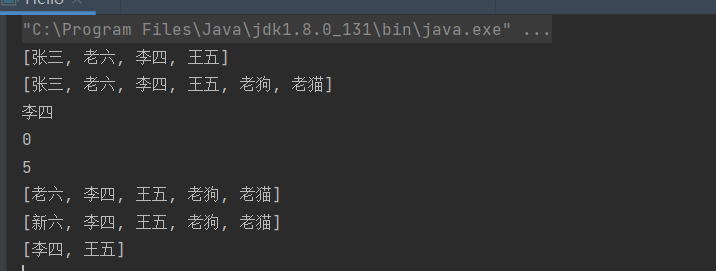 Hello
"C:\Program Files\Java\jdk1.8.0_131\bin\java.exe" ...
[张三, 老六, 李四, 王五]
[张三, 老六, 李四, 王五, 老狗, 老猫]
李四
0
5
[老六, 李四, 王五, 老狗, 老猫]
[新六, 李四, 王五, 老狗, 老猫]
[李四, 王五]